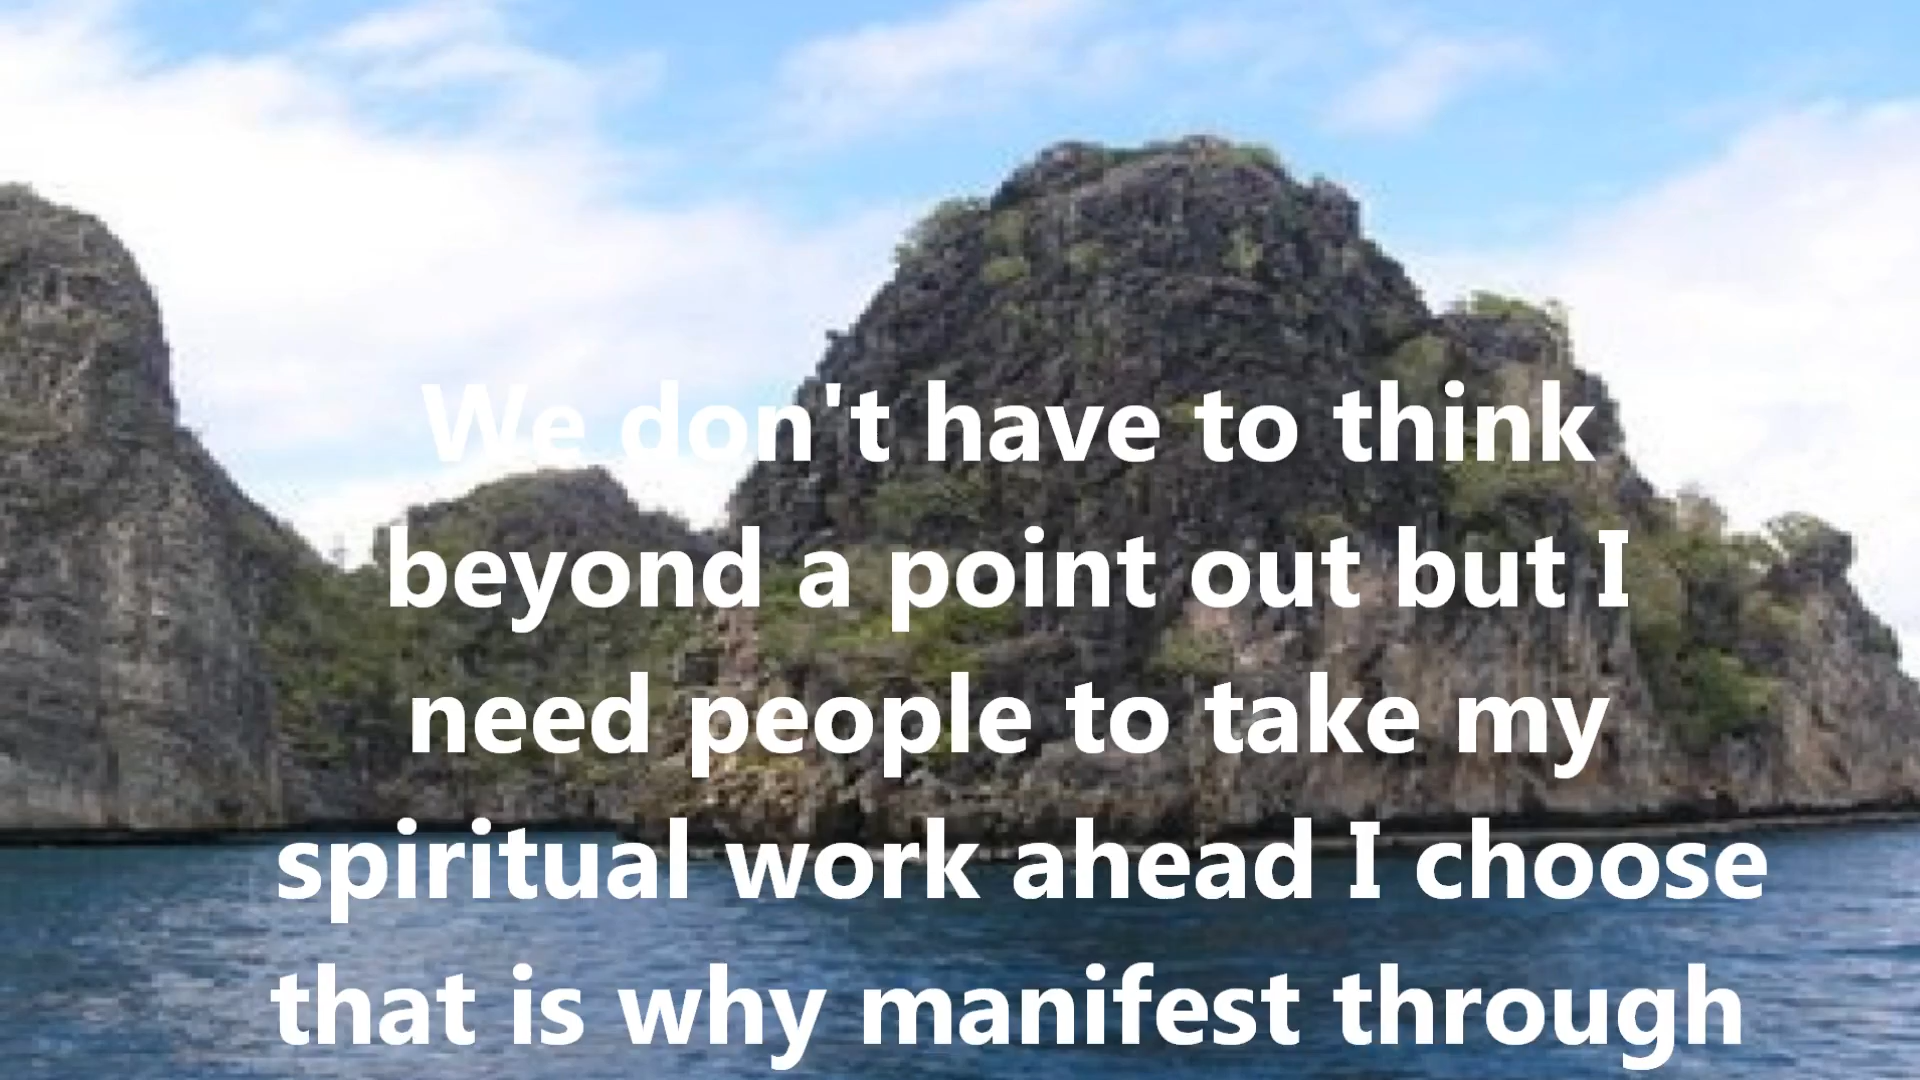 We don't have to think
beyond a point out but I
need people to take my
spiritual work ahead I choose
that is why manifest through